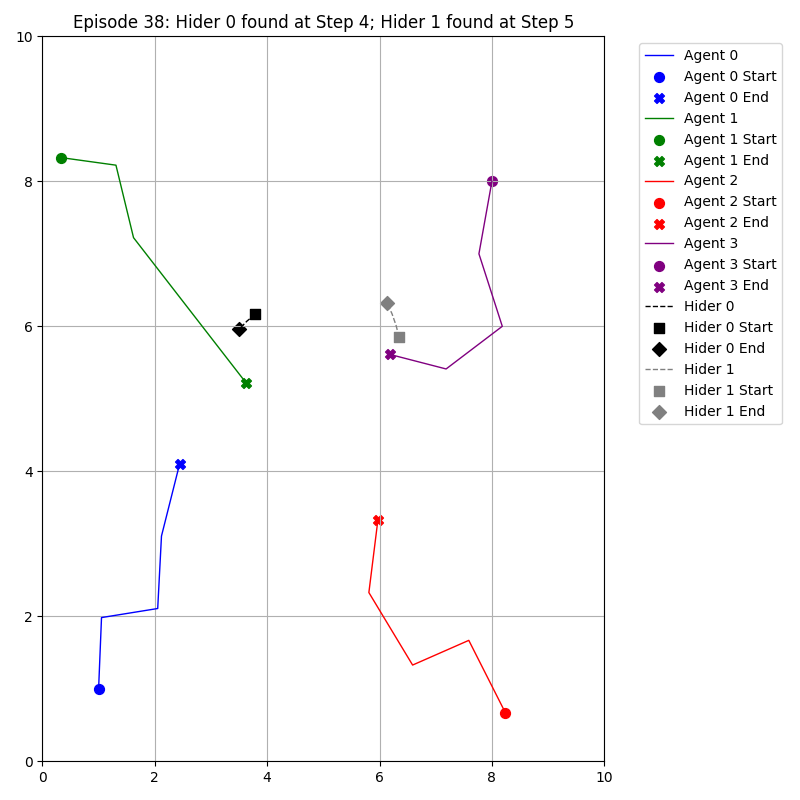 Episode 38: Hider 0 found at Step 4; Hider 1 found at Step 5
10
8
6
4
2
0
0 2 4 6 8 10
Agent 0
Agent 0 Start
Agent 0 End
Agent 1
Agent 1 Start
Agent 1 End
Agent 2
Agent 2 Start
Agent 2 End
Agent 3
Agent 3 Start
Agent 3 End
Hider 0
Hider 0 Start
Hider 0 End
Hider 1
Hider 1 Start
Hider 1 End